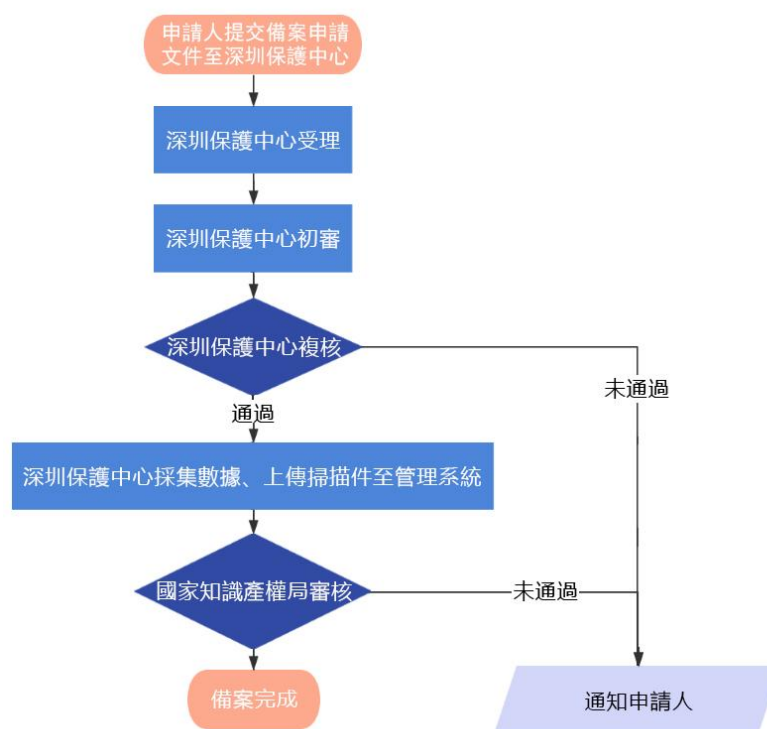 申請人提交備案申請
文件至深圳保護中心
深圳保護中心受理
深圳保護中心初審
深圳保護中心複核
未通過
通過
深圳保護中心採集數據、上傳掃描件至管理系統
國家知識產權局審核
未通過
備案完成
通知申請人